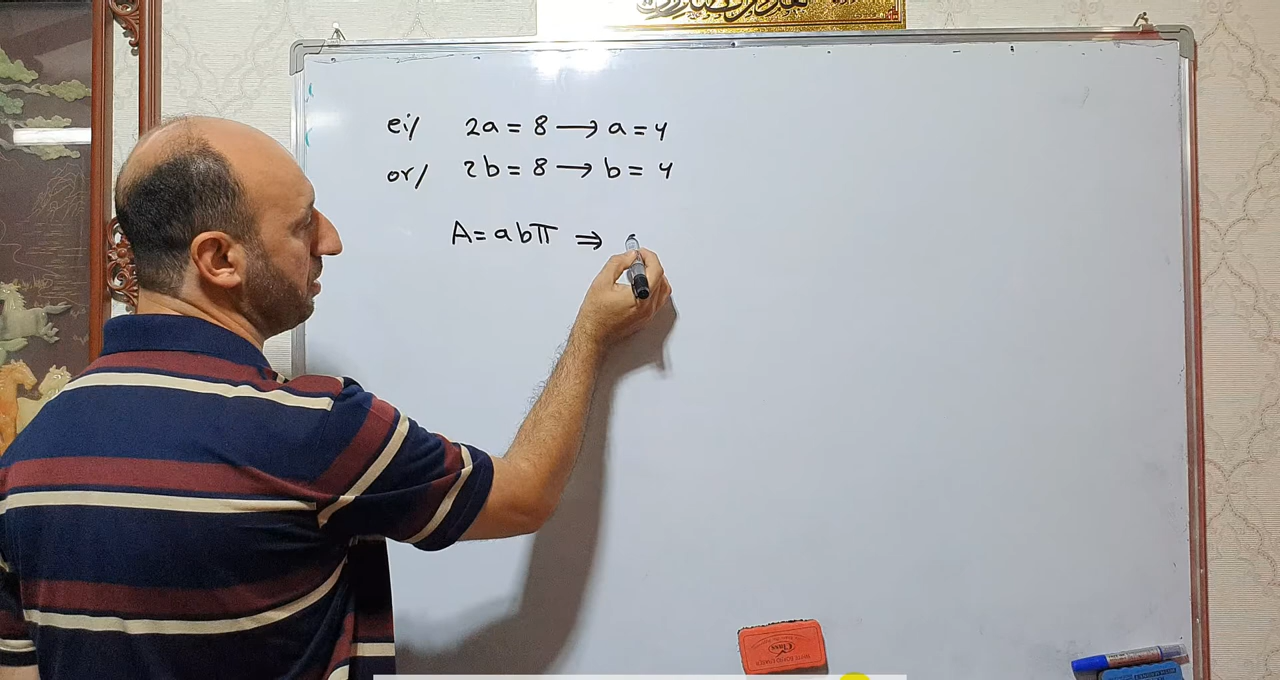 ei/ 2a = 8 → a = 4
or/ 2b = 8 → b = 4
A = abπ ⇒